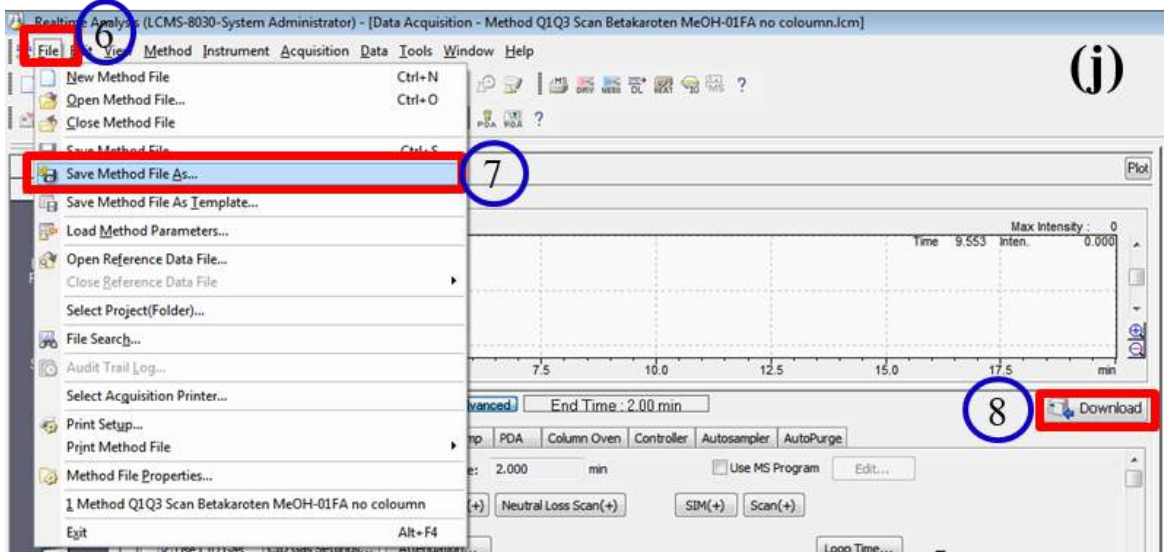 Realtime Analysis (LCMS-8030-System Administrator) - [Data Acquisition - Method Q1Q3 Scan Betakaroten MeOH-01FA no coloumn.lcm]
6
File View Method Instrument Acquisition Data Tools Window Help
(j)
New Method File Ctrl+N
Open Method File... Ctrl+O
Close Method File
Save Method File Ctrl+S
Save Method File As...
7
Plot
Save Method File As Template...
Load Method Parameters...
Max Intensity : 0
Time 9.553 Inten. 0.000
Open Reference Data File...
Close Reference Data File
Select Project(Folder)...
File Search...
Audit Trail Log...
7.5 10.0 12.5 15.0 17.5 min
Select Acquisition Printer...
End Time : 2.00 min
8
Download
Print Setup...
PDA Column Oven Controller Autosampler AutoPurge
Print Method File
2.000 min Use MS Program Edit...
Method File Properties...
1 Method Q1Q3 Scan Betakaroten MeOH-01FA no coloumn
(+) Neutral Loss Scan(+) SIM(+) Scan(+)
Exit Alt+F4
Loop Time...